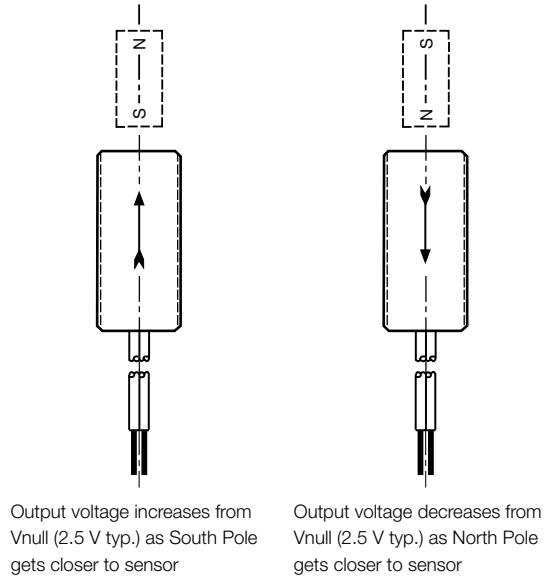 N
S
S
N
Output voltage increases from
Vnull (2.5 V typ.) as South Pole
gets closer to sensor
Output voltage decreases from
Vnull (2.5 V typ.) as North Pole
gets closer to sensor